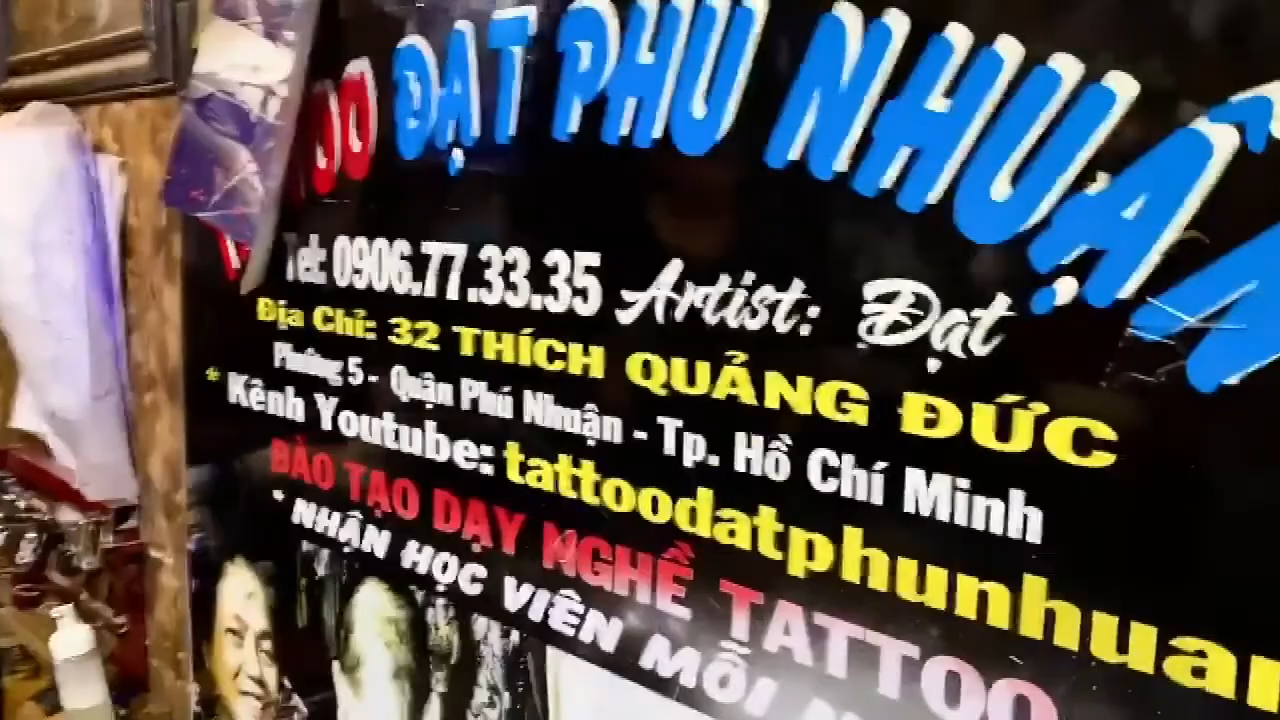 ĐẠT PHÚ NHUẬN
Tel: 0906.77.33.35 Artist: Đạt
Địa Chỉ: 32 THÍCH QUẢNG ĐỨC
Phường 5 - Quận Phú Nhuận - Tp. Hồ Chí Minh
* Kênh Youtube: tattoodatphunhuan
ĐÀO TẠO DẠY NGHỀ TATTOO
* NHẬN HỌC VIÊN MỖI